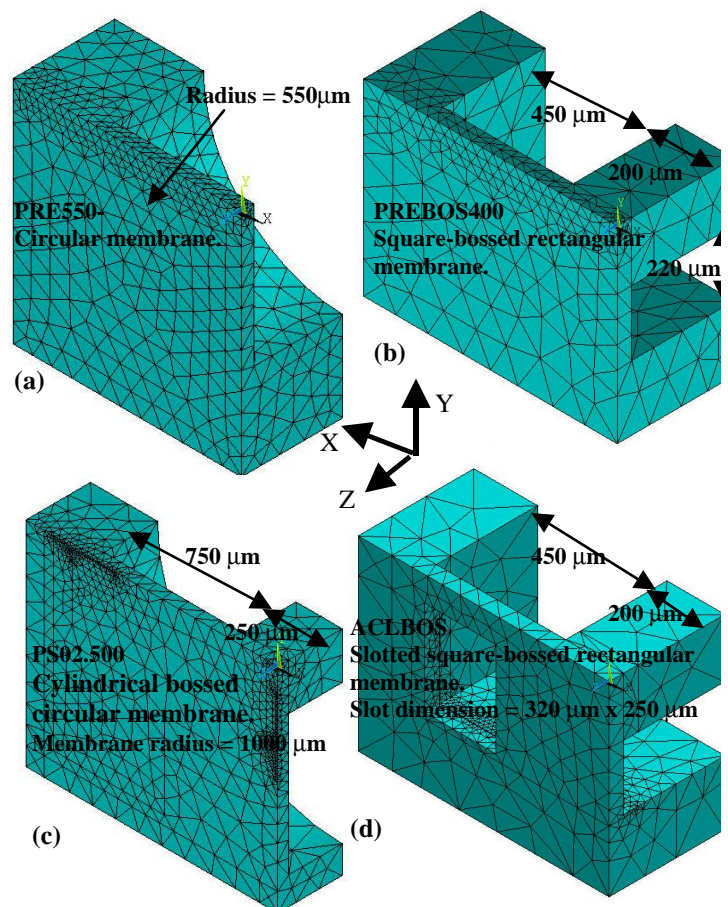 Radius = 550µm
PRE550-
Circular membrane.
Y
X
(a)
450 µm
200 µm
PREBOS400
Square-bossed rectangular
membrane.
Y
220 µm
(b)
Y
X
Z
750 µm
250 µm
PS02.500
Cylindrical bossed
circular membrane.
Membrane radius = 1000 µm
(c)
450 µm
200 µm
ACLBOS
Slotted square-bossed rectangular
membrane.
Slot dimension = 320 µm x 250 µm
(d)